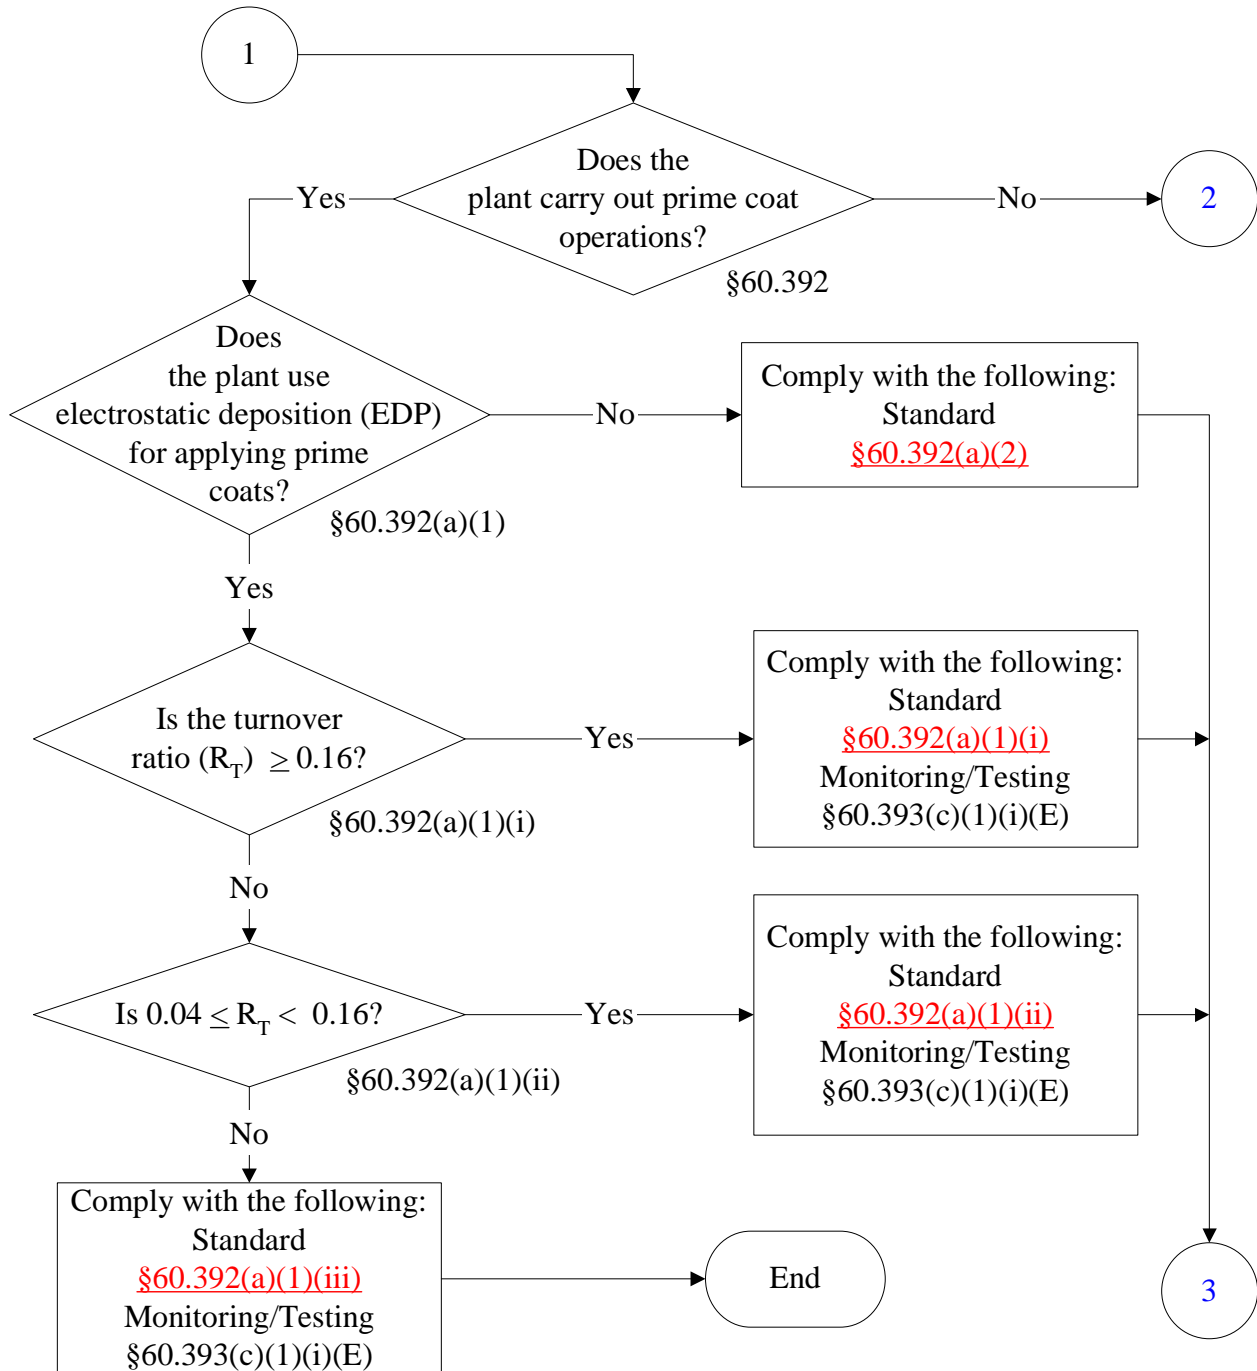 1
Does the
plant carry out prime coat
operations?
Yes
No
2
§60.392
Does
the plant use
electrostatic deposition (EDP)
for applying prime
coats?
§60.392(a)(1)
No
Comply with the following:
Standard
§60.392(a)(2)
Yes
Is the turnover
ratio (R_T) ≥ 0.16?
§60.392(a)(1)(i)
Yes
Comply with the following:
Standard
§60.392(a)(1)(i)
Monitoring/Testing
§60.393(c)(1)(i)(E)
No
Is 0.04 ≤ R_T < 0.16?
§60.392(a)(1)(ii)
Yes
Comply with the following:
Standard
§60.392(a)(1)(ii)
Monitoring/Testing
§60.393(c)(1)(i)(E)
No
Comply with the following:
Standard
§60.392(a)(1)(iii)
Monitoring/Testing
§60.393(c)(1)(i)(E)
End
3